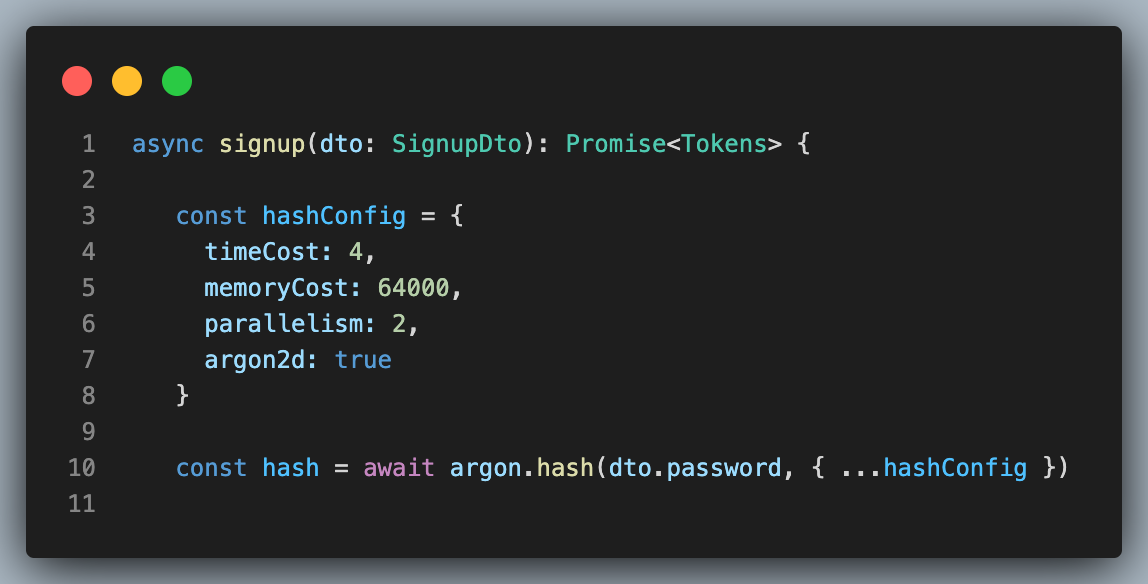 1 async signup(dto: SignupDto): Promise<Tokens> {
2
3 const hashConfig = {
4 timeCost: 4,
5 memoryCost: 64000,
6 parallelism: 2,
7 argon2d: true
8 }
9
10 const hash = await argon.hash(dto.password, { ...hashConfig })
11